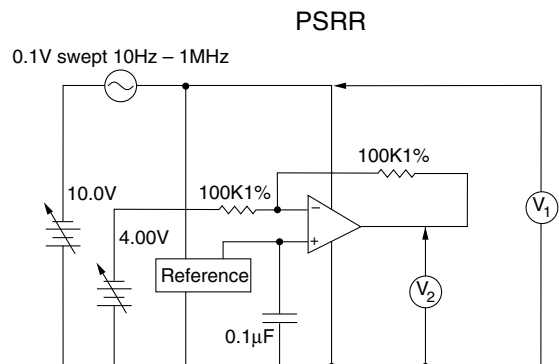 PSRR
0.1V swept 10Hz – 1MHz
100K1%
10.0V
100K1%
4.00V
V1
–
+
Reference
V2
0.1µF